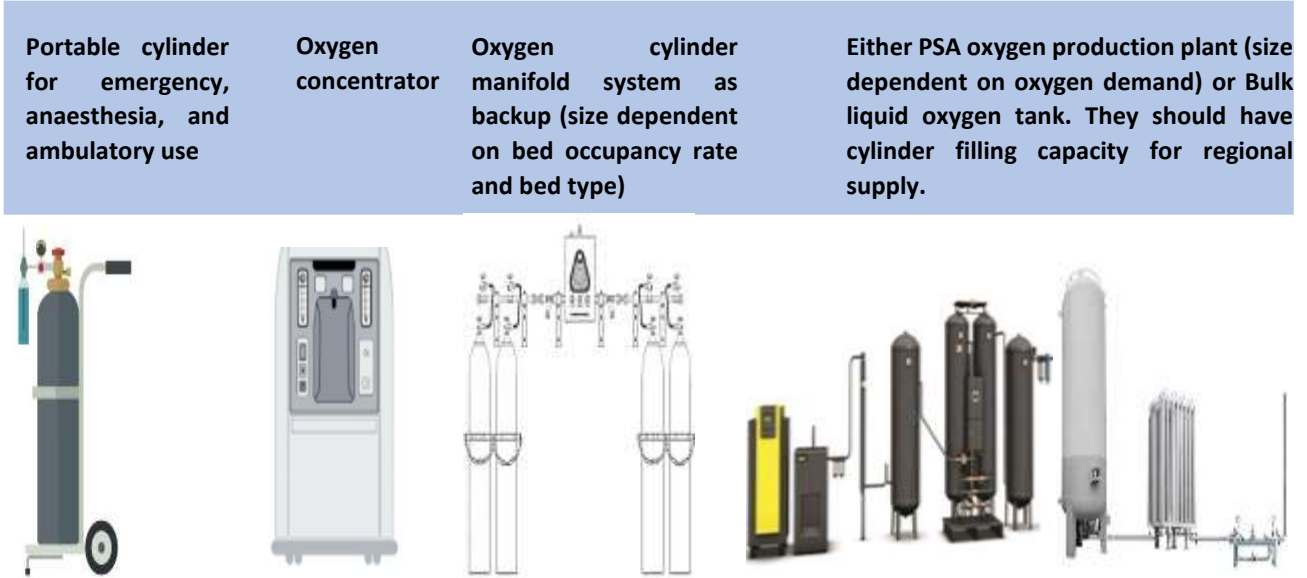 Portable cylinder
for emergency,
anaesthesia, and
ambulatory use
Oxygen
concentrator
Oxygen cylinder
manifold system as
backup (size dependent
on bed occupancy rate
and bed type)
Either PSA oxygen production plant (size
dependent on oxygen demand) or Bulk
liquid oxygen tank. They should have
cylinder filling capacity for regional
supply.